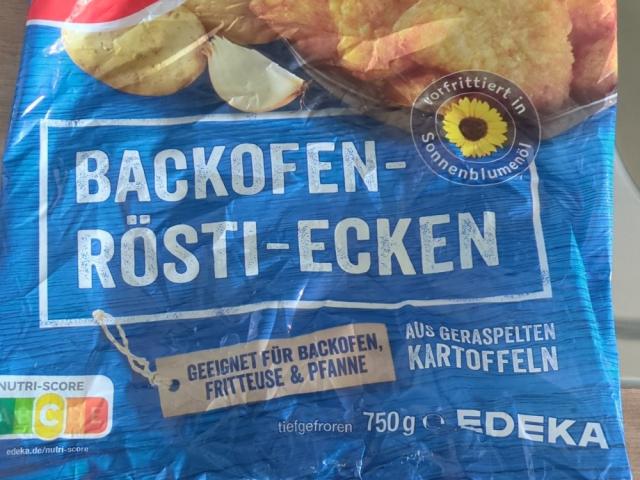 vorfrittiert in
Sonnenblumenöl
BACKOFEN-
RÖSTI-ECKEN
GEEIGNET FÜR BACKOFEN,
FRITTEUSE & PFANNE
AUS GERASPELTEN
KARTOFFELN
NUTRI-SCORE
A B C D E
edeka.de/nutri-score
tiefgefroren 750g ℮ EDEKA